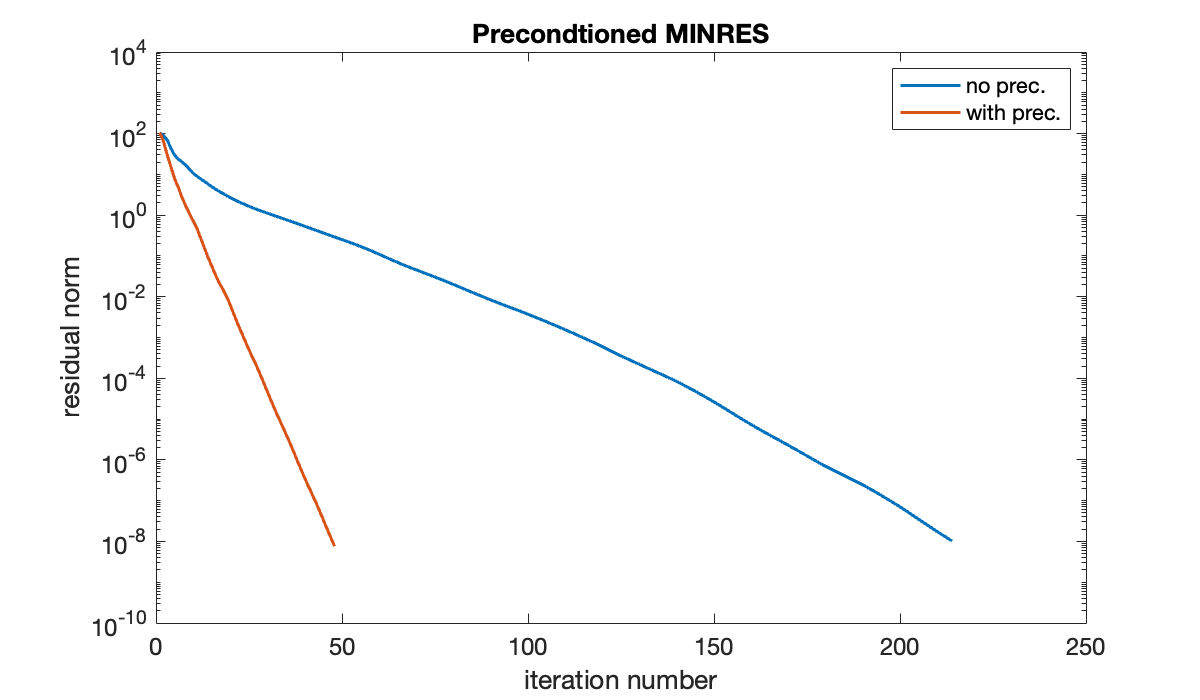 Precondtioned MINRES
no prec.
with prec.
residual norm
10^4
10^2
10^0
10^-2
10^-4
10^-6
10^-8
10^-10
0 50 100 150 200 250
iteration number